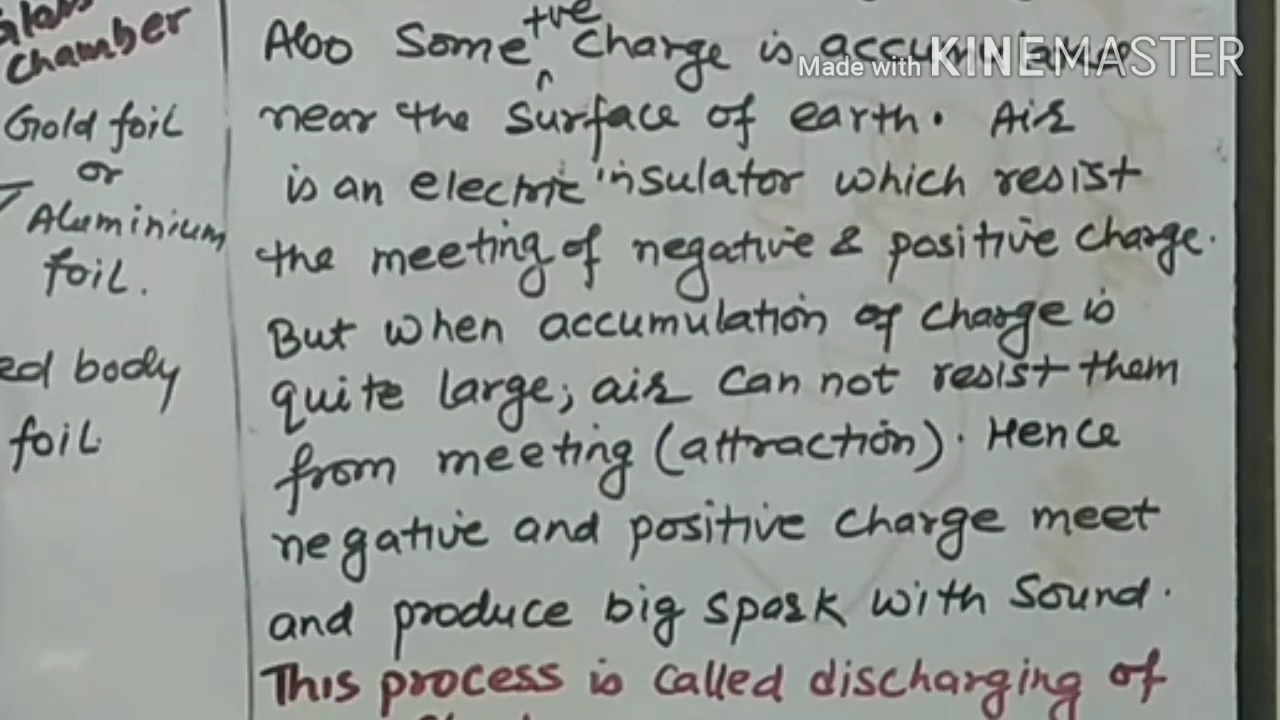 Glass
Chamber
Gold foil
or
Aluminium
foil.
ed body
foil.
+ve
Also Some ^ Charge is
near the surface of earth. Air
is an electric insulator which resist
the meeting of negative & positive charge.
But when accumulation of charge is
quite large; air can not resist them
from meeting (attraction). Hence
negative and positive charge meet
and produce big spark with sound.
This process is called discharging of
Made with KINEMASTER